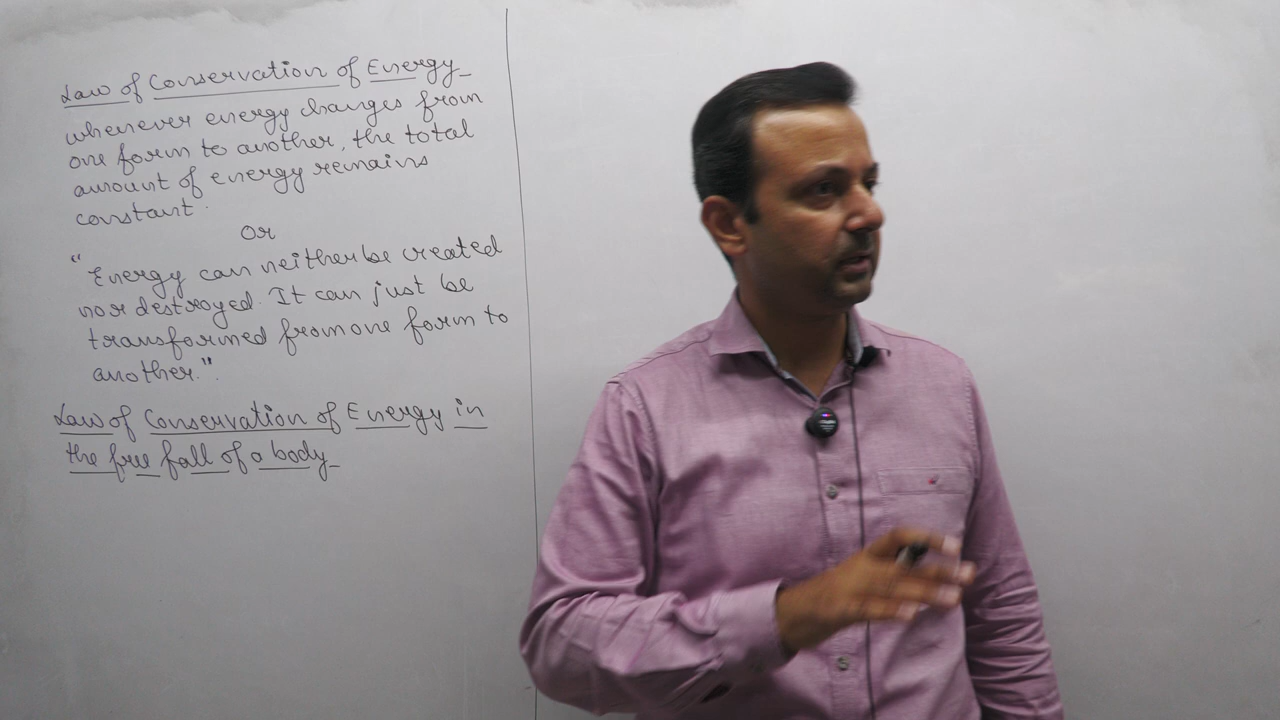 Law of Conservation of Energy-
whenever energy changes from
one form to another, the total
amount of energy remains
constant.
Or
"Energy can neither be created
nor destroyed. It can just be
transformed from one form to
another."
Law of Conservation of Energy in
the free fall of a body-